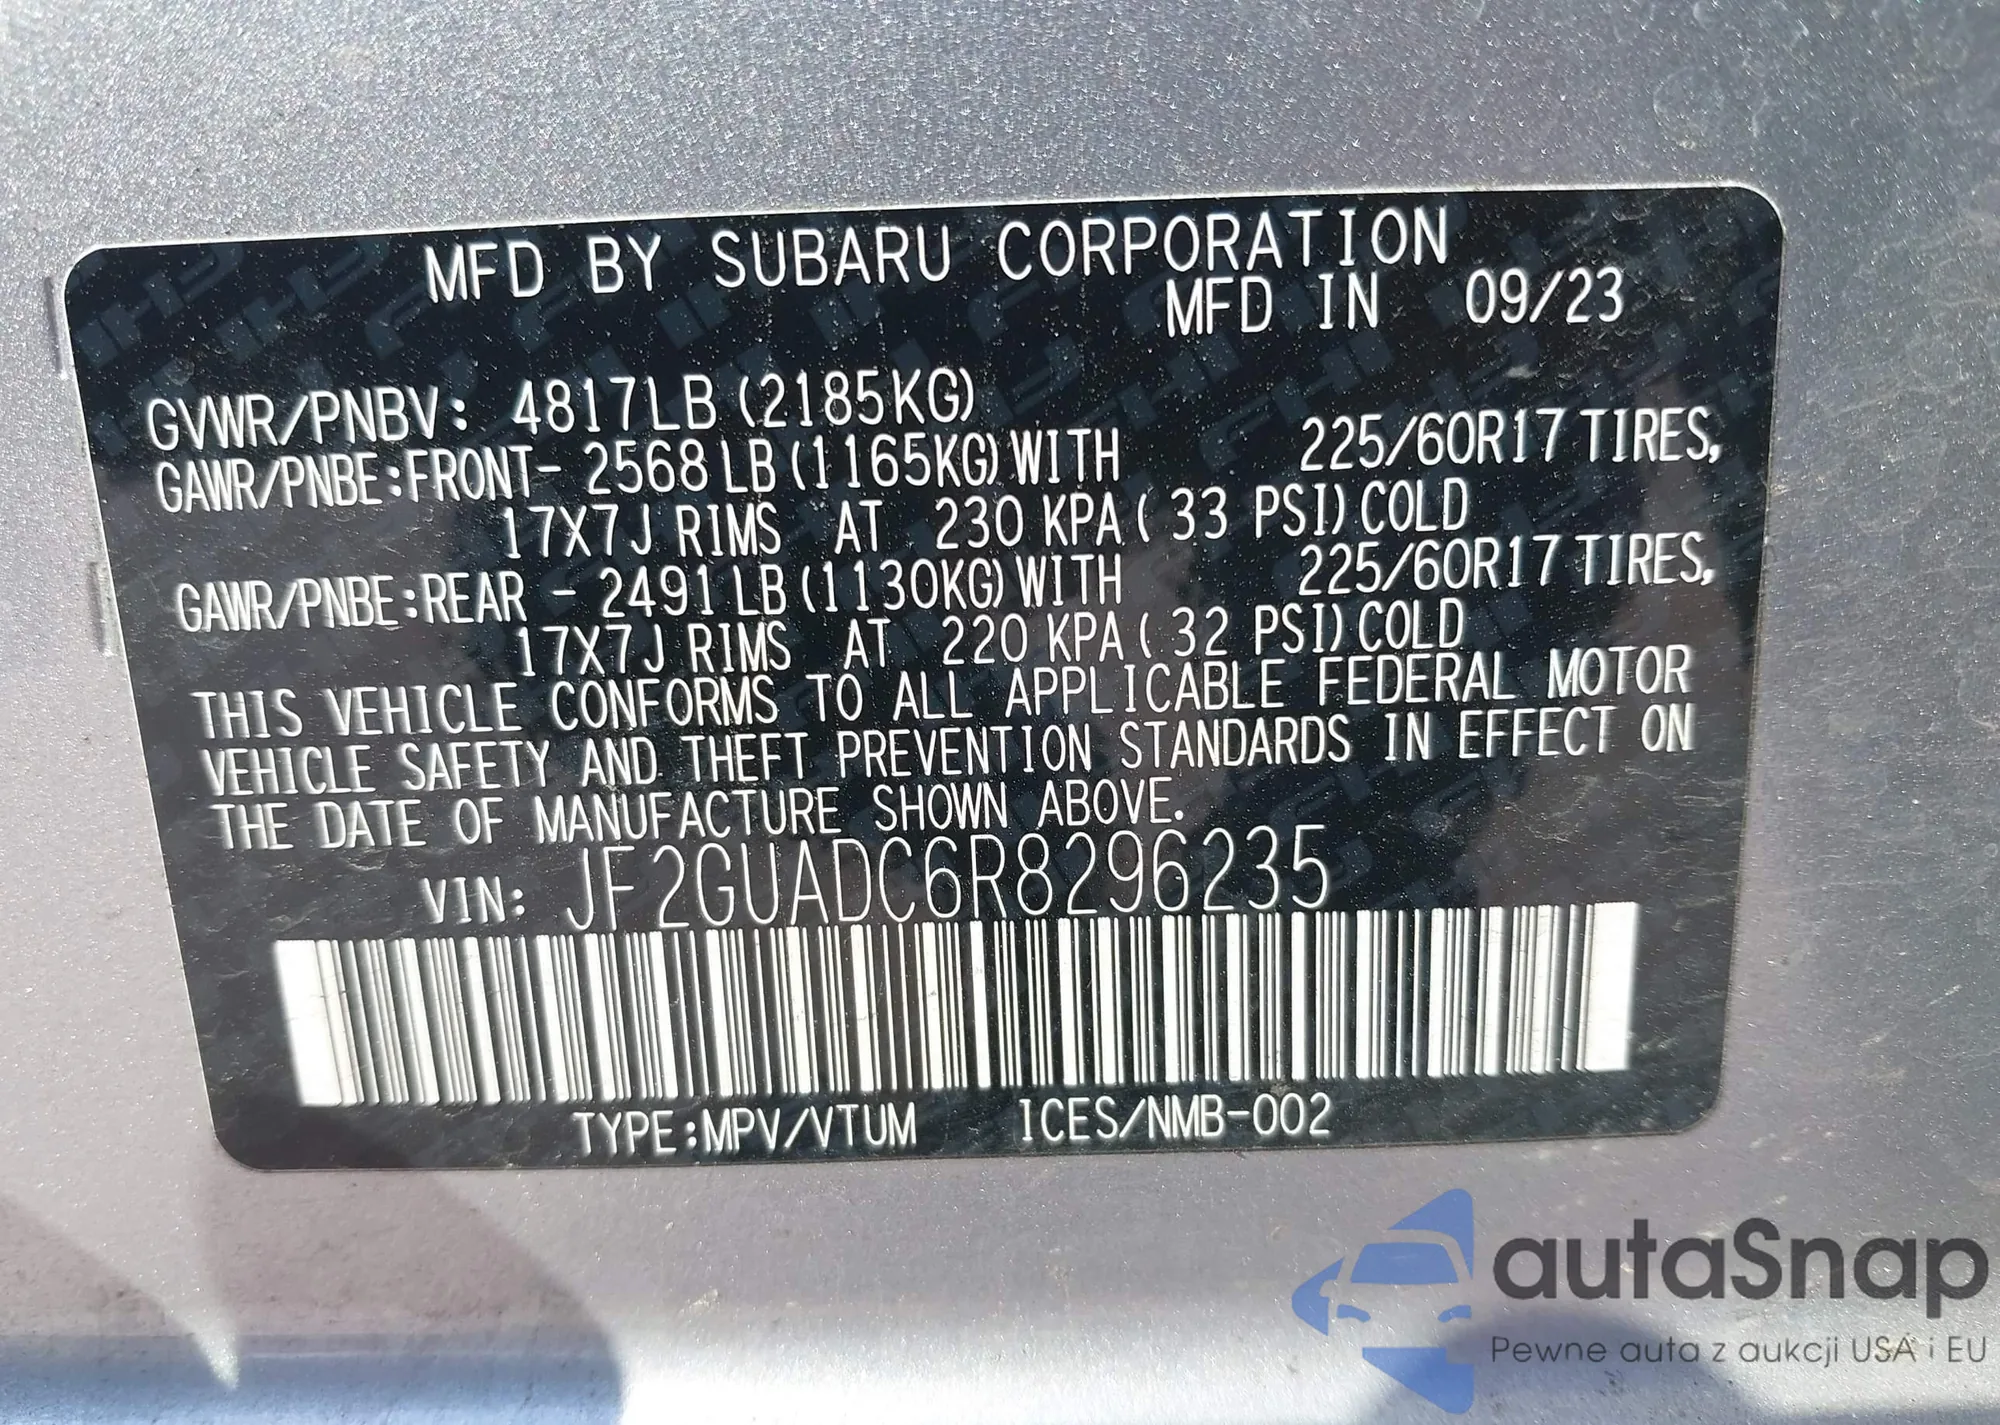 MFD BY SUBARU CORPORATION
MFD IN 09/23
GVWR/PNBV: 4817LB (2185KG)
GAWR/PNBE:FRONT- 2568LB (1165KG) WITH 225/60R17 TIRES,
17X7J RIMS AT 230 KPA ( 33 PSI) COLD
GAWR/PNBE:REAR - 2491LB (1130KG) WITH 225/60R17 TIRES,
17X7J RIMS AT 220 KPA ( 32 PSI) COLD
THIS VEHICLE CONFORMS TO ALL APPLICABLE FEDERAL MOTOR
VEHICLE SAFETY AND THEFT PREVENTION STANDARDS IN EFFECT ON
THE DATE OF MANUFACTURE SHOWN ABOVE.
VIN: JF2GUADC6R8296235
TYPE:MPV/VTUM ICES/NMB-002
autaSnap
Pewne auta z aukcji USA i EU